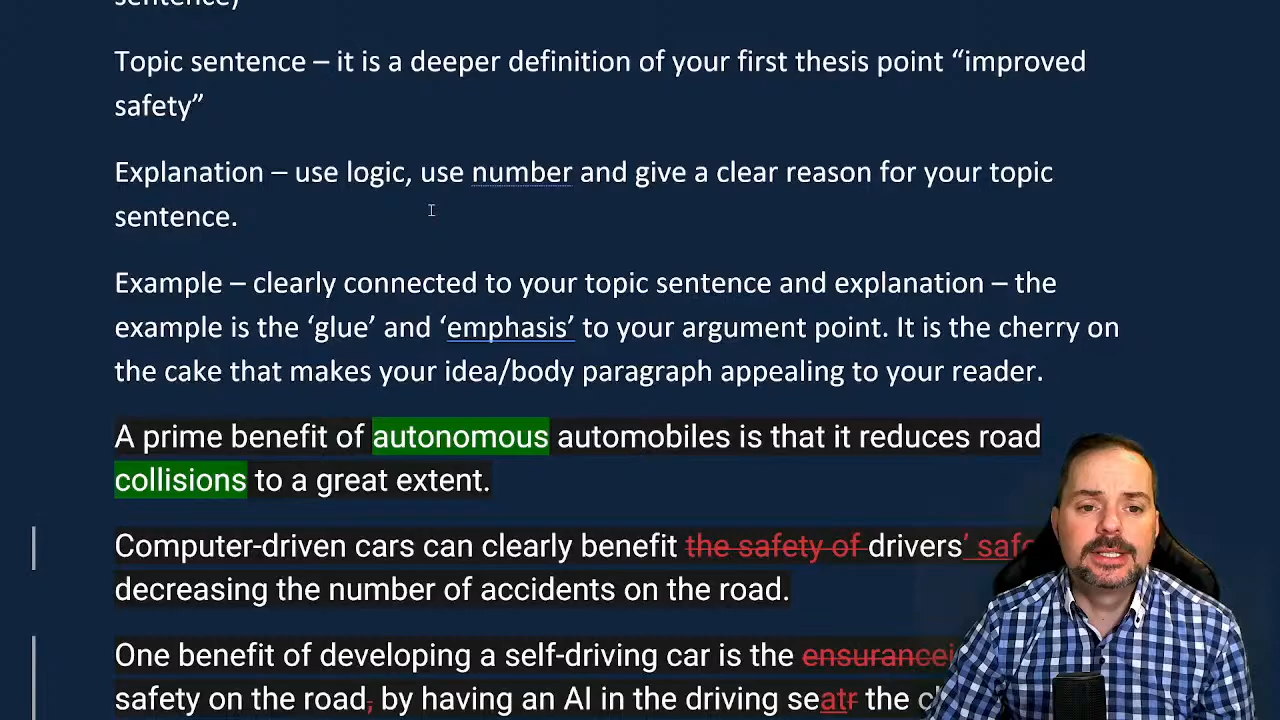 sentence)
Topic sentence – it is a deeper definition of your first thesis point “improved
safety”
Explanation – use logic, use number and give a clear reason for your topic
sentence.
Example – clearly connected to your topic sentence and explanation – the
example is the ‘glue’ and ‘emphasis’ to your argument point. It is the cherry on
the cake that makes your idea/body paragraph appealing to your reader.
A prime benefit of autonomous automobiles is that it reduces road
collisions to a great extent.
Computer-driven cars can clearly benefit the safety of drivers’
decreasing the number of accidents on the road.
One benefit of developing a self-driving car is the
safety on the road, by having an AI in the driving seatr the